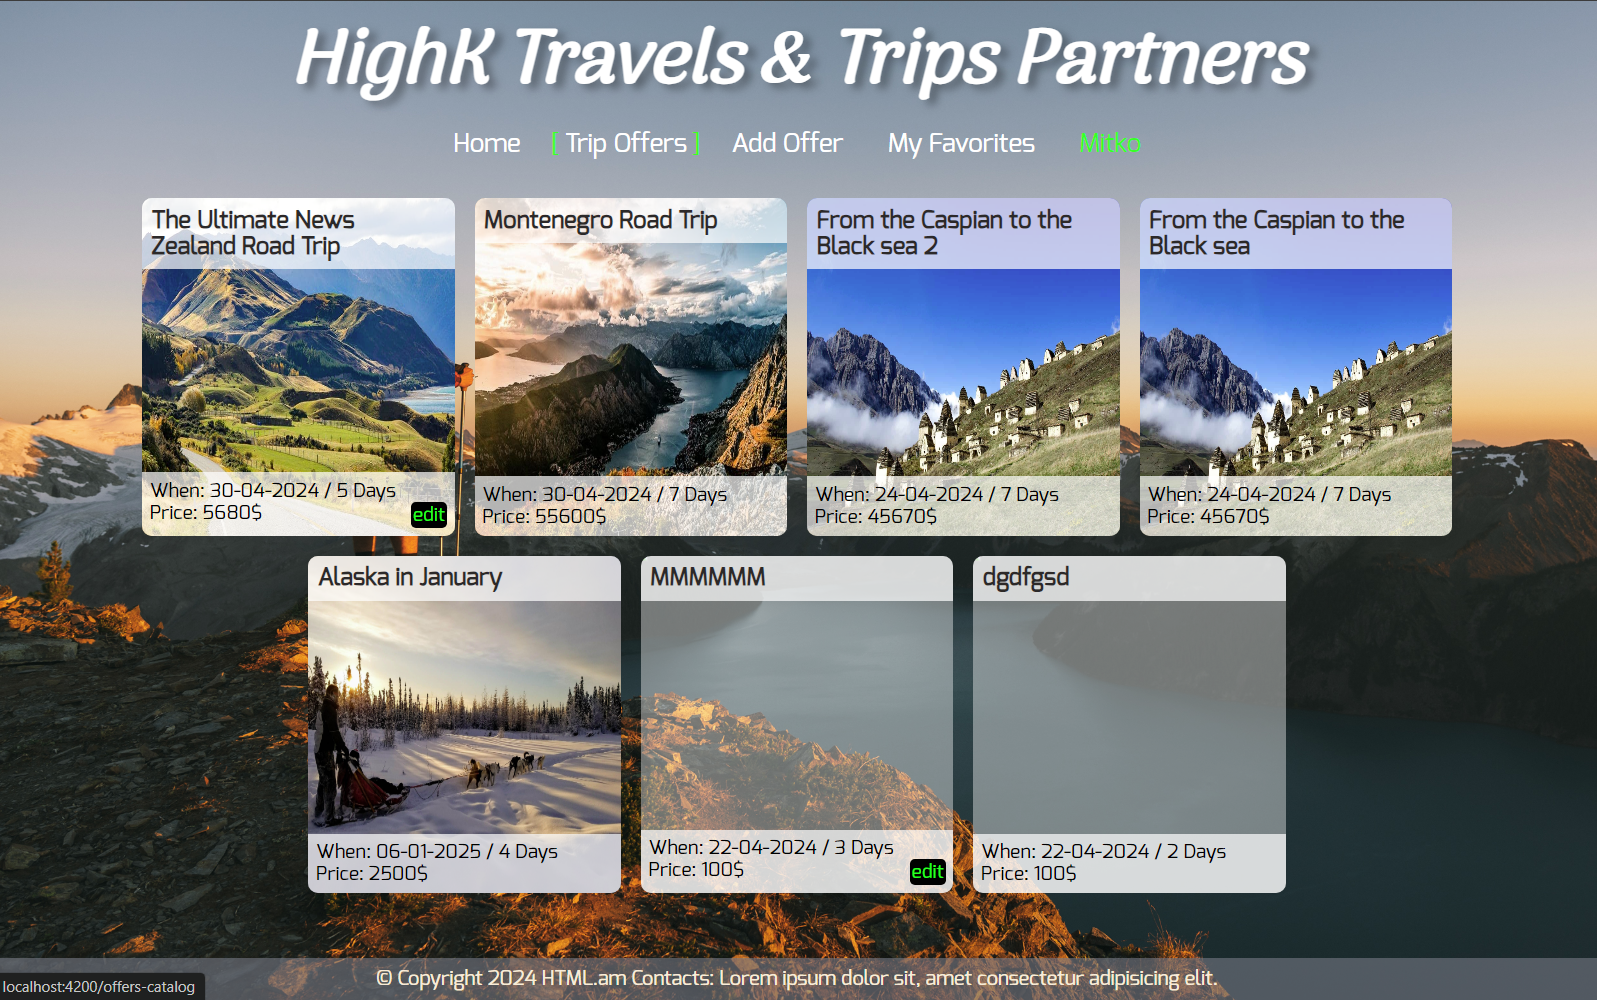 HighK Travels & Trips Partners
Home [ Trip Offers ] Add Offer My Favorites Mitko
The Ultimate News
Zealand Road Trip
When: 30-04-2024 / 5 Days
Price: 5680$
edit
Montenegro Road Trip
When: 30-04-2024 / 7 Days
Price: 55600$
From the Caspian to the
Black sea 2
When: 24-04-2024 / 7 Days
Price: 45670$
From the Caspian to the
Black sea
When: 24-04-2024 / 7 Days
Price: 45670$
Alaska in January
When: 06-01-2025 / 4 Days
Price: 2500$
MMMMMM
When: 22-04-2024 / 3 Days
Price: 100$
edit
dgdfgsd
When: 22-04-2024 / 2 Days
Price: 100$
© Copyright 2024 HTML.am Contacts: Lorem ipsum dolor sit, amet consectetur adipisicing elit.
localhost:4200/offers-catalog